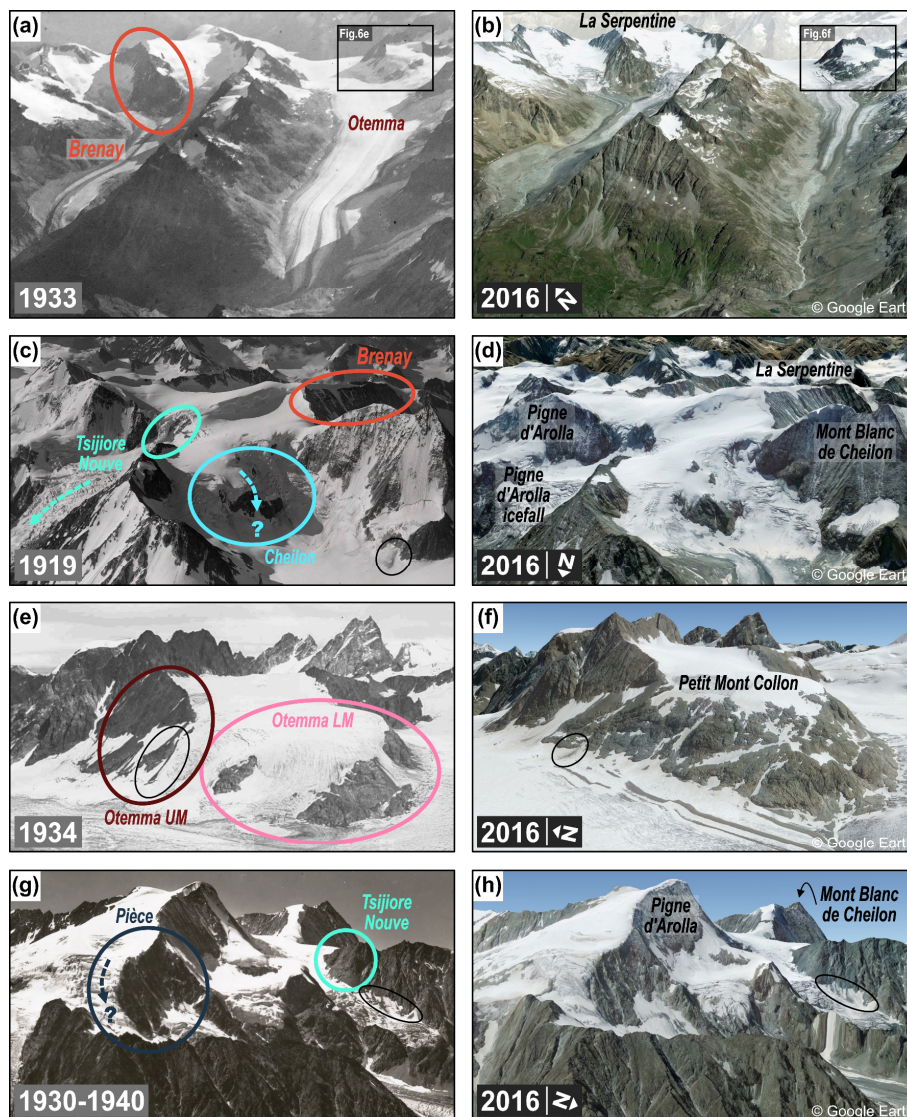 (a)
Fig.6e
Brenay
Otemma
1933
(b)
La Serpentine
Fig.6f
2016 | N
© Google Eart
(c)
Brenay
Tsijiore
Nouve
?
Cheilon
1919
(d)
La Serpentine
Pigne
d'Arolla
Mont Blanc
de Cheilon
Pigne
d'Arolla
icefall
2016 | N
© Google Eart
(e)
Otemma LM
Otemma UM
1934
(f)
Petit Mont Collon
2016 | N
© Google Eart
(g)
Pièce
Tsijiore
Nouve
?
1930-1940
(h)
Pigne
d'Arolla
Mont Blanc
de Cheilon
2016 | N
© Google Eart